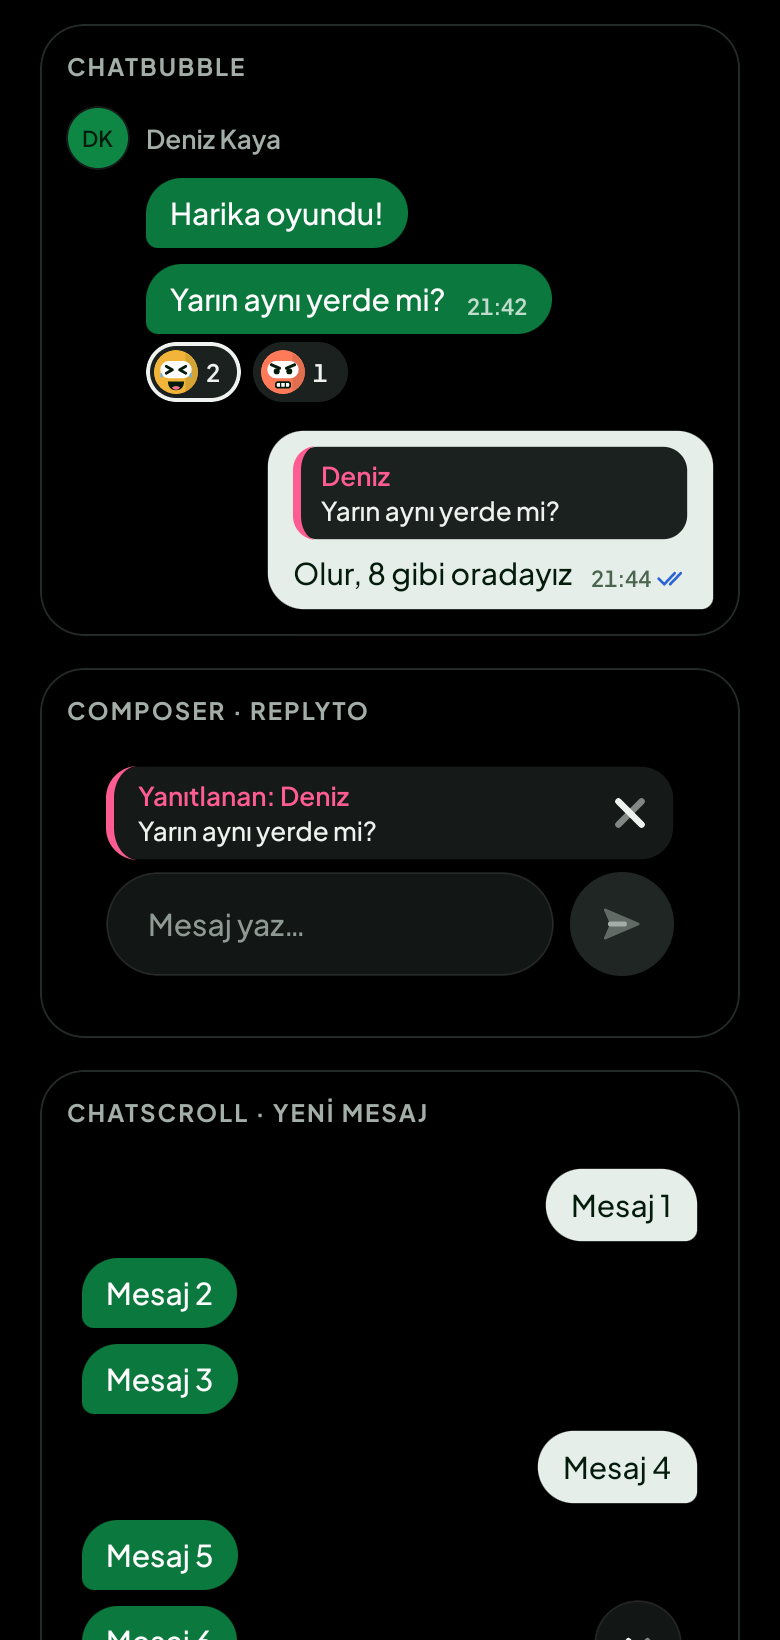 CHATBUBBLE
DK
Deniz Kaya
Harika oyundu!
Yarın aynı yerde mi? 21:42
2 1
Deniz
Yarın aynı yerde mi?
Olur, 8 gibi oradayız 21:44
COMPOSER · REPLYTO
Yanıtlanan: Deniz
Yarın aynı yerde mi?
Mesaj yaz...
CHATSCROLL · YENİ MESAJ
Mesaj 1
Mesaj 2
Mesaj 3
Mesaj 4
Mesaj 5
Mesaj